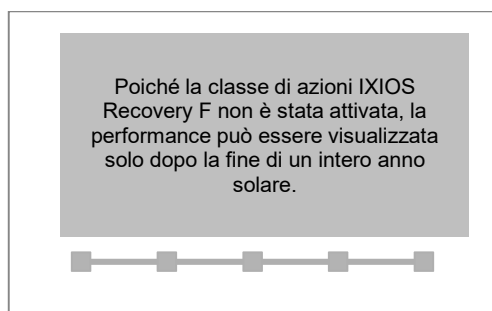 Poiché la classe di azioni IXIOS
Recovery F non è stata attivata, la
performance può essere visualizzata
solo dopo la fine di un intero anno
solare.